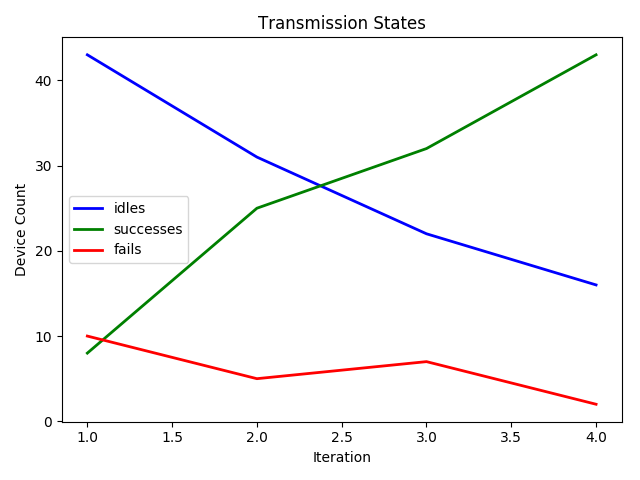 Transmission States
Device Count
40
30
20
10
0
idles
successes
fails
1.0 1.5 2.0 2.5 3.0 3.5 4.0
Iteration